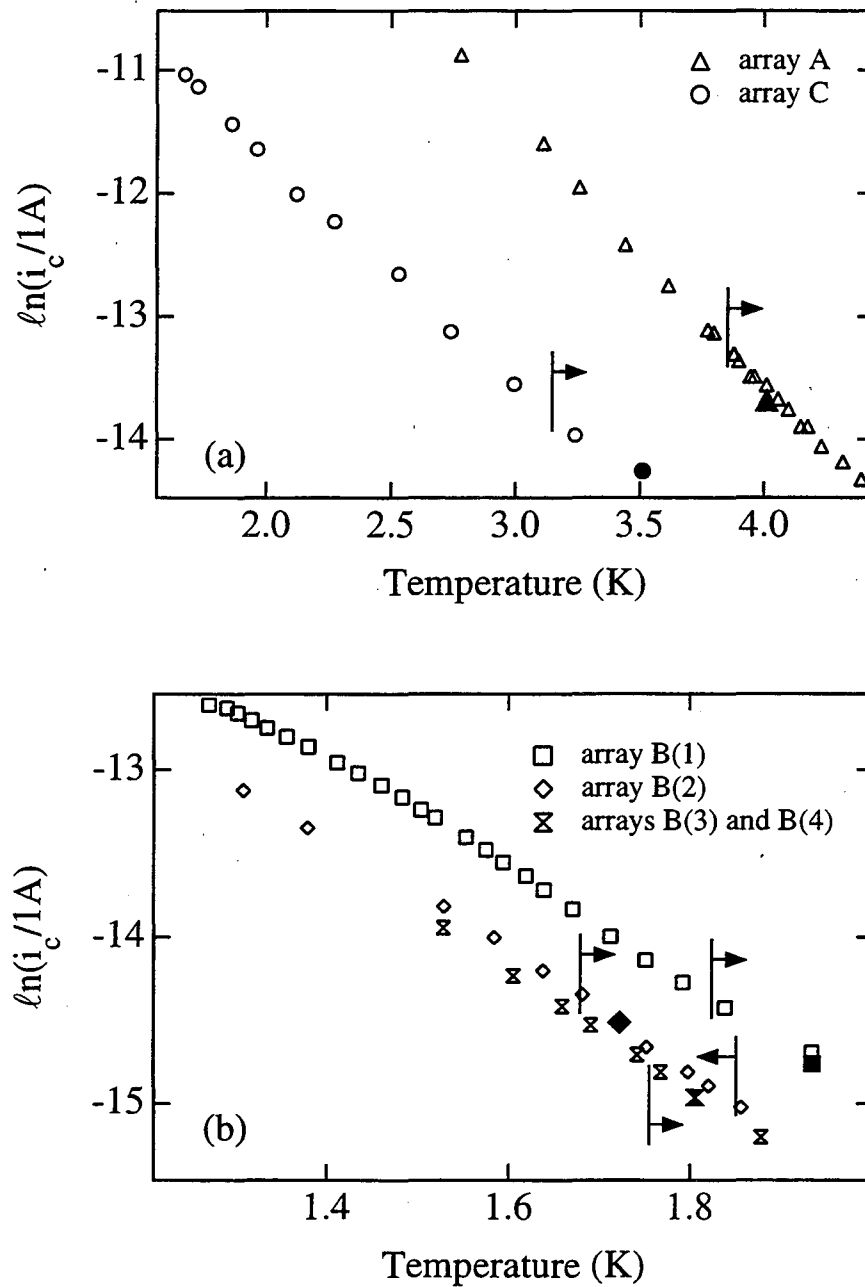 -11
-12
-13
-14
ℓn(i_c/1A)
△ array A
○ array C
(a)
2.0 2.5 3.0 3.5 4.0
Temperature (K)
-13
-14
-15
ℓn(i_c/1A)
□ array B(1)
◇ array B(2)
⧖ arrays B(3) and B(4)
(b)
1.4 1.6 1.8
Temperature (K)